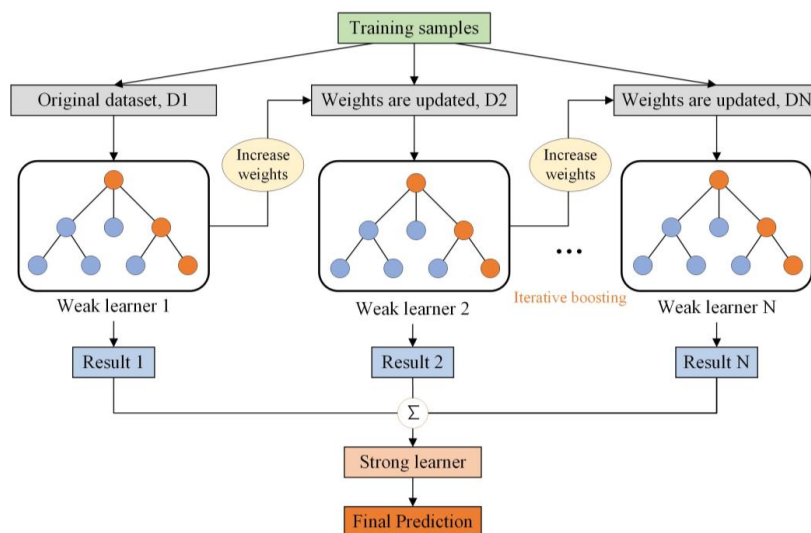 Training samples
Original dataset, D1
Weights are updated, D2
Weights are updated, DN
Increase
weights
Increase
weights
...
Iterative boosting
Weak learner 1
Weak learner 2
Weak learner N
Result 1
Result 2
Result N
Σ
Strong learner
Final Prediction